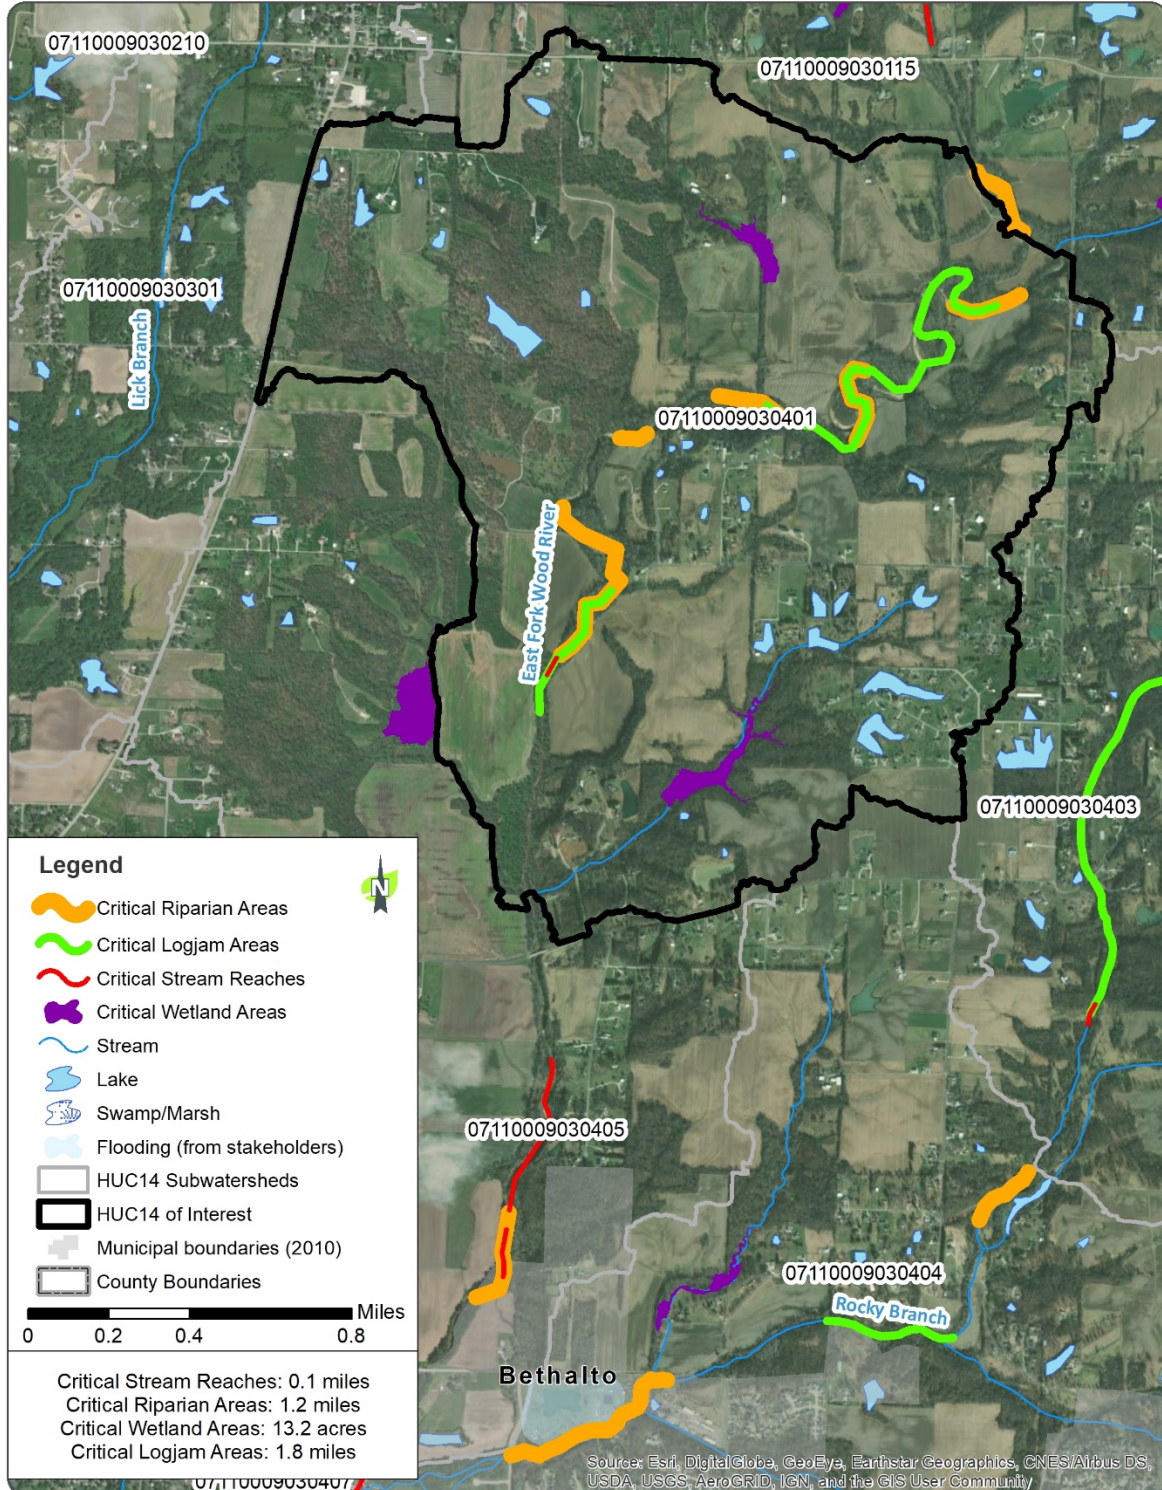 07110009030210
07110009030115
07110009030301
Lick Branch
07110009030401
East Fork Wood River
07110009030403
Legend
N
Critical Riparian Areas
Critical Logjam Areas
Critical Stream Reaches
Critical Wetland Areas
Stream
Lake
Swamp/Marsh
Flooding (from stakeholders)
HUC14 Subwatersheds
HUC14 of Interest
Municipal boundaries (2010)
County Boundaries
Miles
0 0.2 0.4 0.8
Critical Stream Reaches: 0.1 miles
Critical Riparian Areas: 1.2 miles
Critical Wetland Areas: 13.2 acres
Critical Logjam Areas: 1.8 miles
07110009030405
07110009030404
Rocky Branch
Bethalto
07110009030407
Source: Esri, DigitalGlobe, GeoEye, Earthstar Geographics, CNES/Airbus DS,
USDA, USGS, AeroGRID, IGN, and the GIS User Community